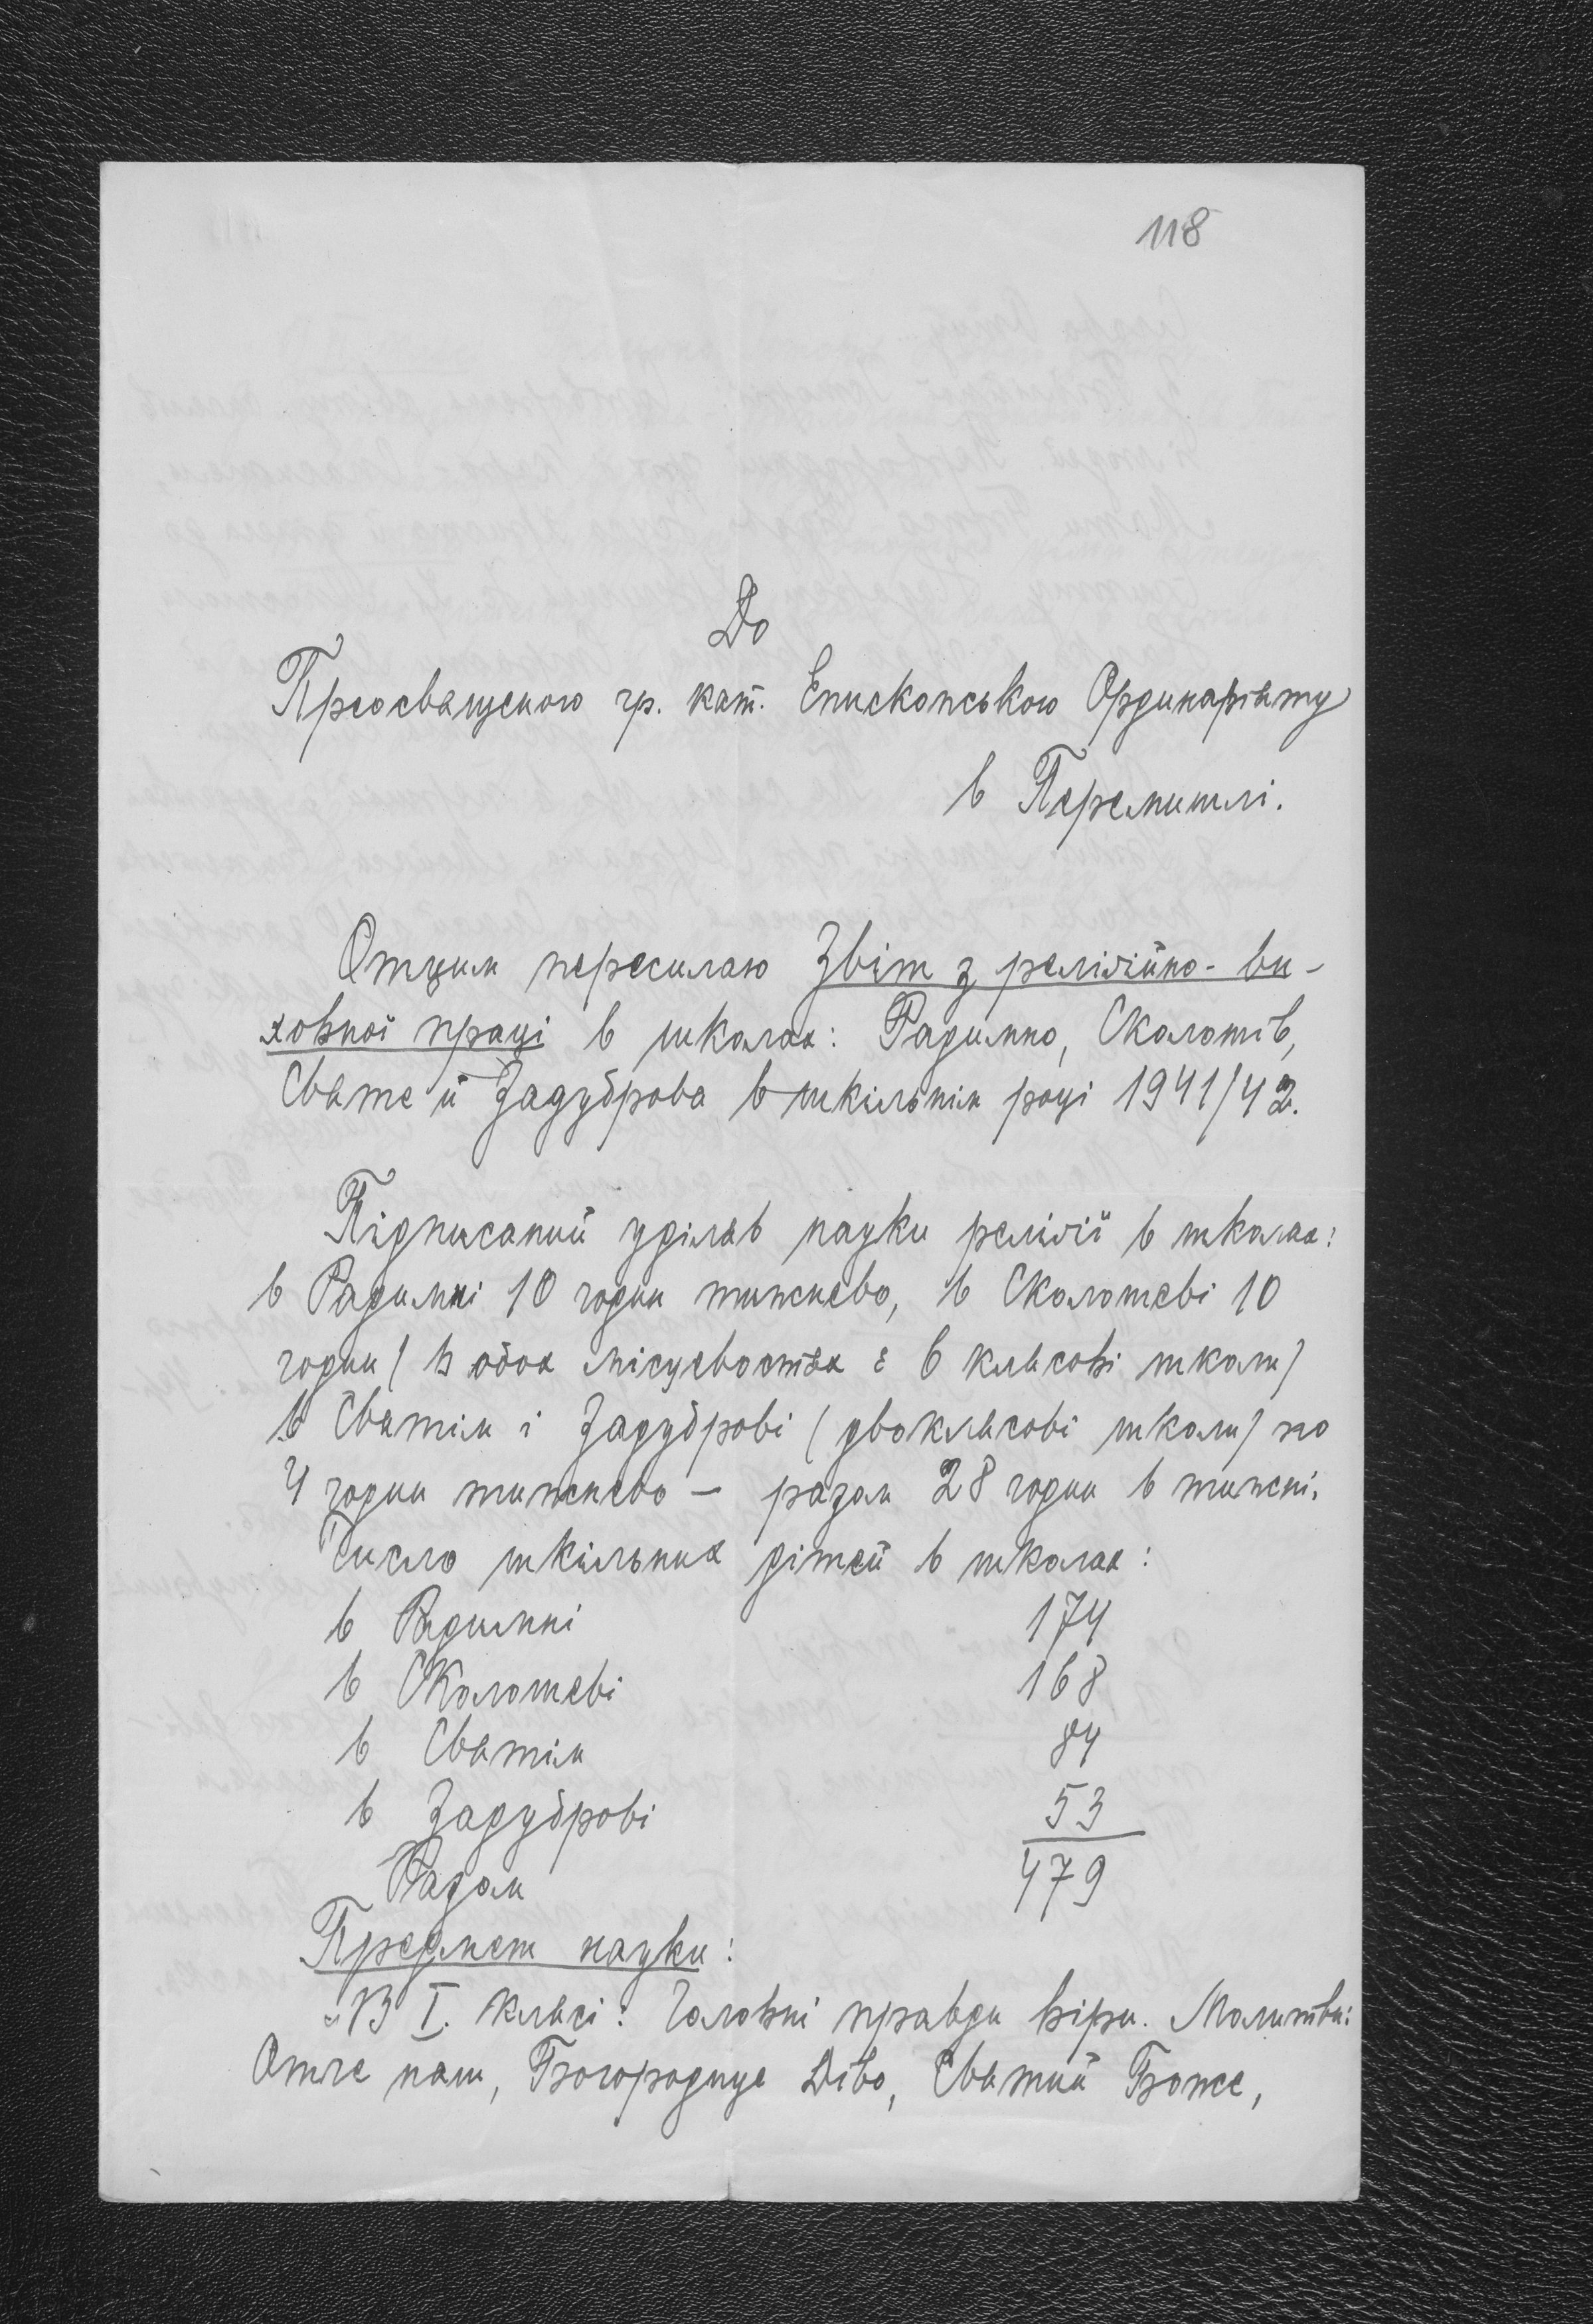 118
До
Преосвященого гр. кат. Епископського Ординаріяту
в Перемишлі.
Отцим пересилаю Звіт з релігійно-ви-
ховної праці в школах: Радимно, Сколошів,
Святе й Задуброва в шкільнім році 1941/42.
Підписаний уділяв науки релігії в школах:
в Радимні 10 годин тижнево, в Сколошеві 10
годин / в обох місцевостях є 6 клясові школи/
в Святім і Задуброві (двоклясові школи) по
4 годин тижнево — разом 28 годин в тижні.
Число шкільних дітей в школах:
в Радимні 174
в Сколошеві 168
в Святім 84
в Задуброві 53
Разом 479
Предмет науки:
В I. клясі: Головні правди віри. Молитви:
Отче наш, Богородице Діво, Святий Боже,